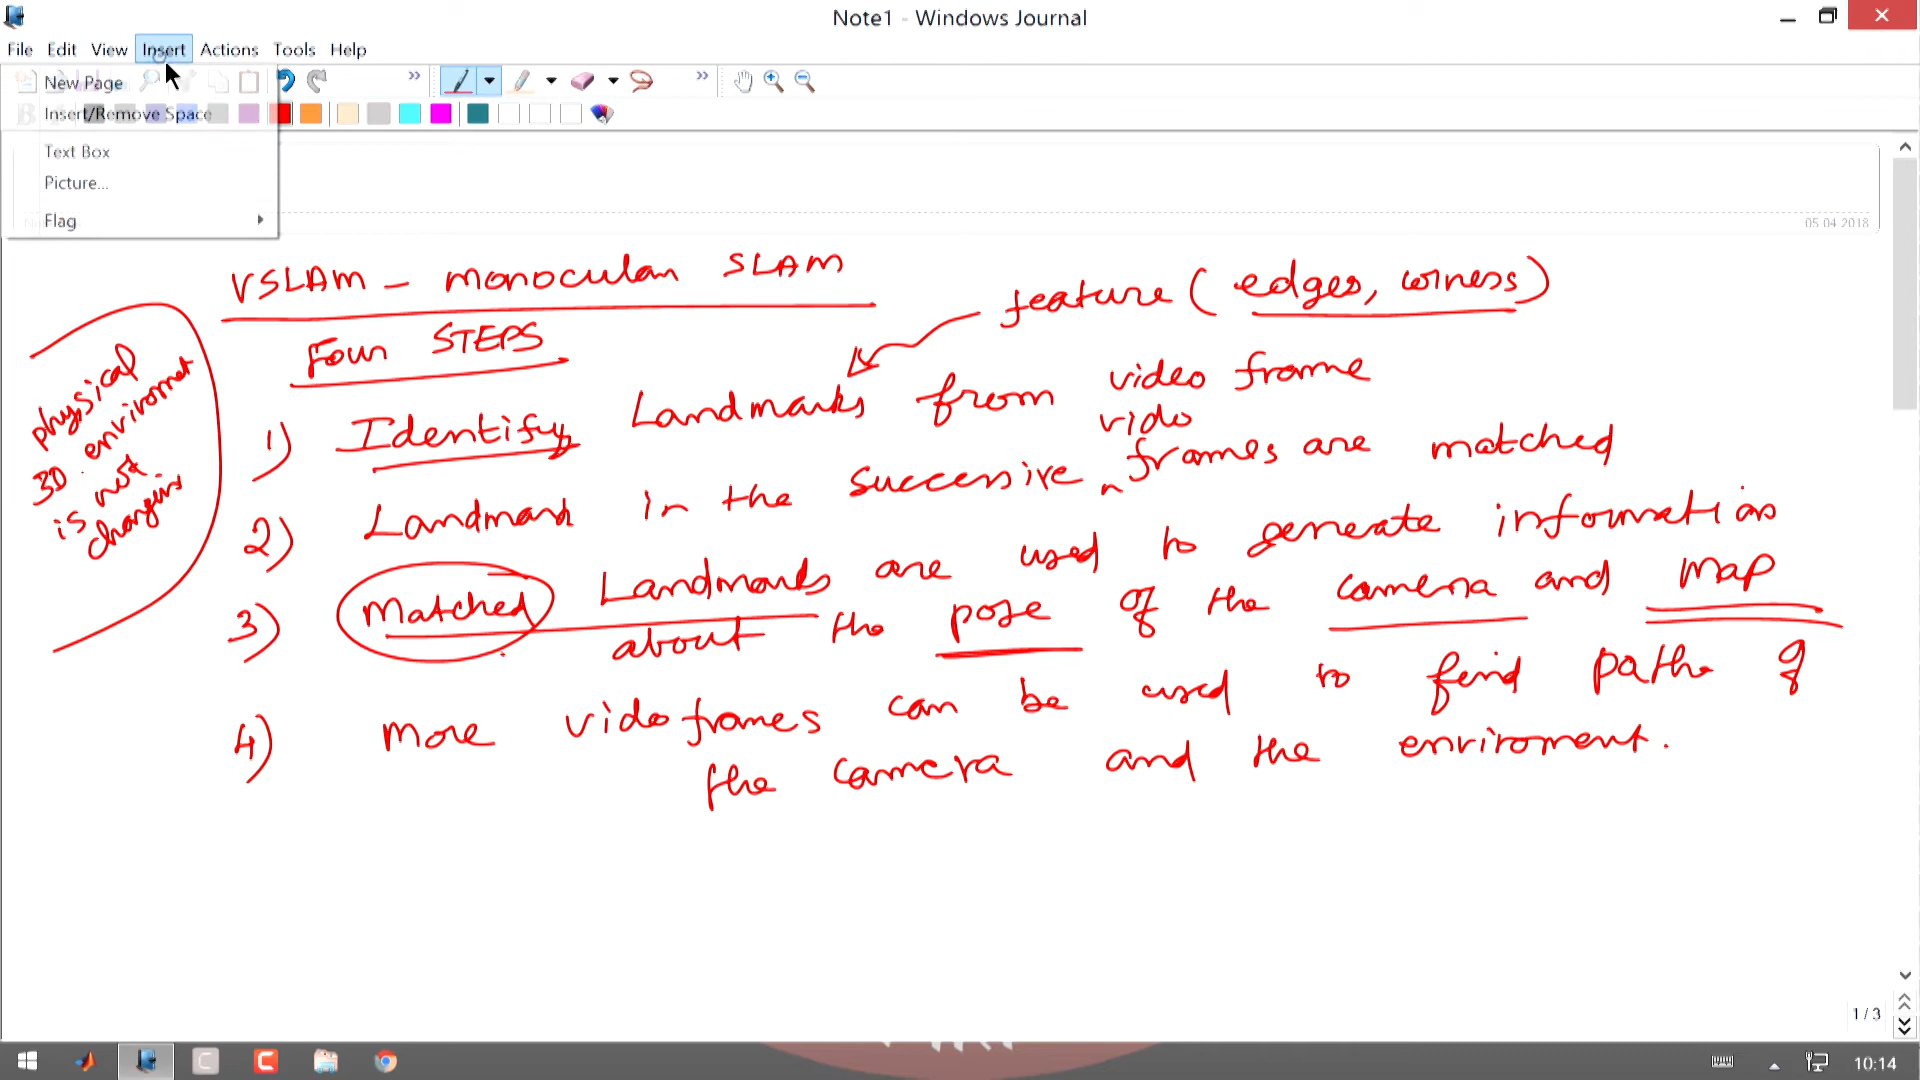 Note1 - Windows Journal
File Edit View Insert Actions Tools Help
New Page
Insert/Remove Space
Text Box
Picture...
Flag
05.04.2018
VSLAM - monocular SLAM
feature (edges, corness)
Four STEPS
1) Identify Landmarks from video frame
video
2) Landmark in the successive frames are matched
3) Matched Landmarks are used to generate information
about the pose of the camera and map
4) more video frames can be used to find paths of
the camera and the enviroment.
physical
3D enviromet
is not
changing
1 / 3
10:14